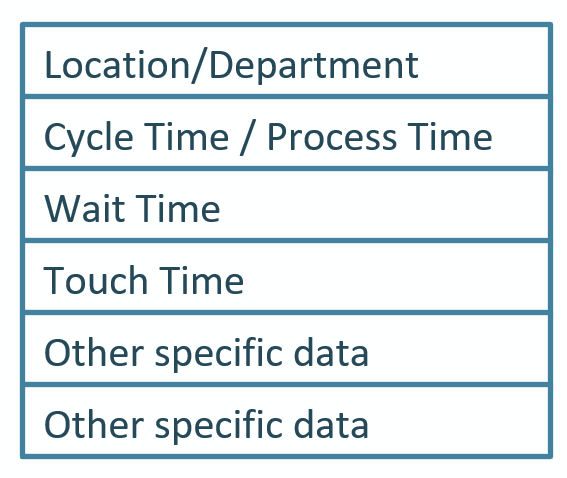 Location/Department
Cycle Time / Process Time
Wait Time
Touch Time
Other specific data
Other specific data